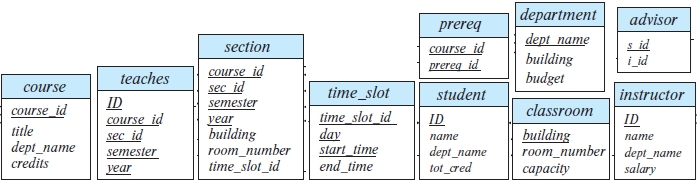 course
course_id
title
dept_name
credits
teaches
ID
course_id
sec_id
semester
year
section
course_id
sec_id
semester
year
building
room_number
time_slot_id
time_slot
time_slot_id
day
start_time
end_time
prereq
course_id
prereq_id
student
ID
name
dept_name
tot_cred
department
dept_name
building
budget
classroom
building
room_number
capacity
advisor
s_id
i_id
instructor
ID
name
dept_name
salary